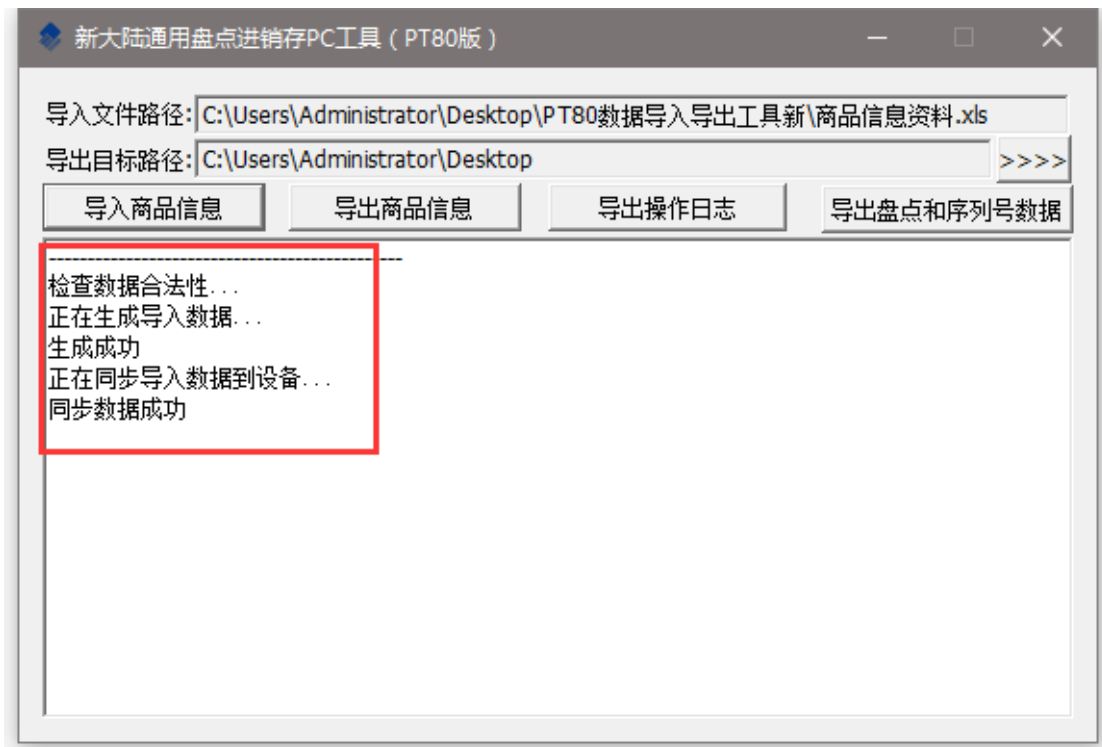 新大陆通用盘点进销存PC工具（PT80版）
导入文件路径: C:\Users\Administrator\Desktop\PT80数据导入导出工具新\商品信息资料.xls
导出目标路径: C:\Users\Administrator\Desktop >>>>
导入商品信息 导出商品信息 导出操作日志 导出盘点和序列号数据
--------------------------------------------
检查数据合法性...
正在生成导入数据...
生成成功
正在同步导入数据到设备...
同步数据成功